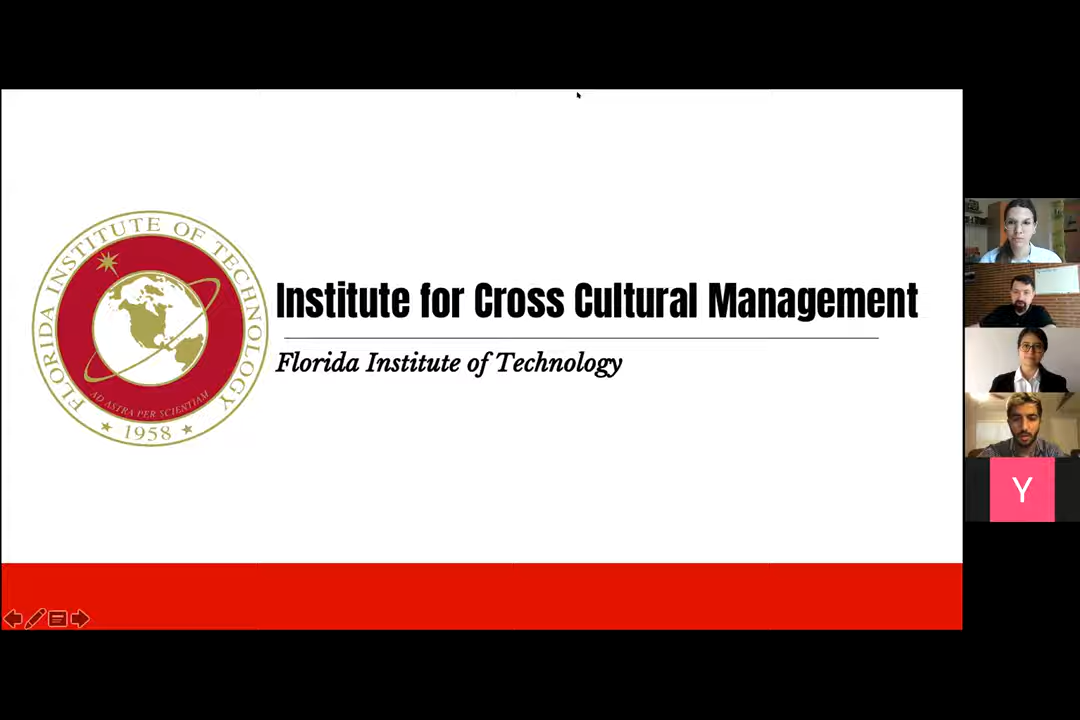 FLORIDA INSTITUTE OF TECHNOLOGY
AD ASTRA PER SCIENTIAM
1958
Institute for Cross Cultural Management
Florida Institute of Technology
Y